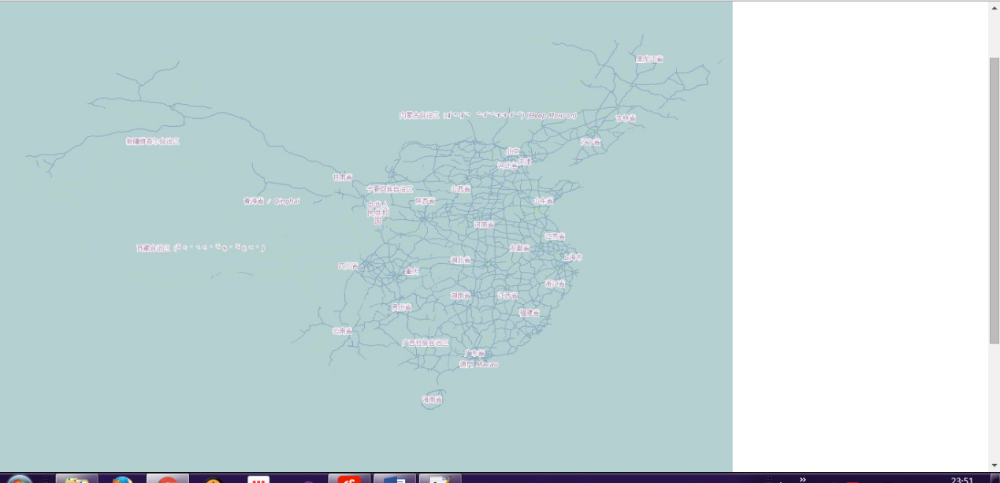 黑龙江省
内蒙古自治区
(Өвөр Монгол)
吉林省
新疆维吾尔自治区
辽宁省
北京
天津
河北省
甘肃省
宁夏回族自治区
山西省
青海省 / Qinghai
陕西省
山东省
中华人
民共和
国
河南省
江苏省
西藏自治区
安徽省
上海市
湖北省
四川省
重庆
浙江省
湖南省
江西省
贵州省
福建省
云南省
广西壮族自治区
广东省
澳門 Macau
海南省
23:51